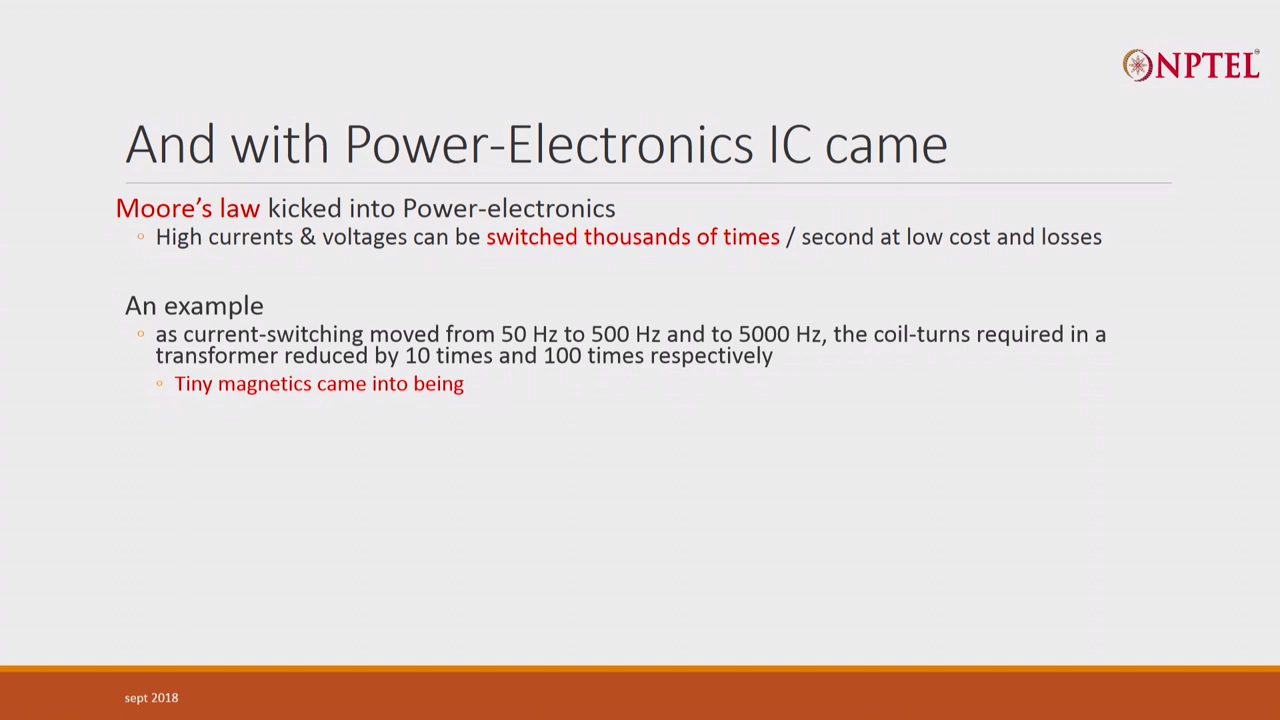 NPTEL
And with Power-Electronics IC came
Moore’s law kicked into Power-electronics
◦ High currents & voltages can be switched thousands of times / second at low cost and losses
An example
◦ as current-switching moved from 50 Hz to 500 Hz and to 5000 Hz, the coil-turns required in a
transformer reduced by 10 times and 100 times respectively
◦ Tiny magnetics came into being
sept 2018